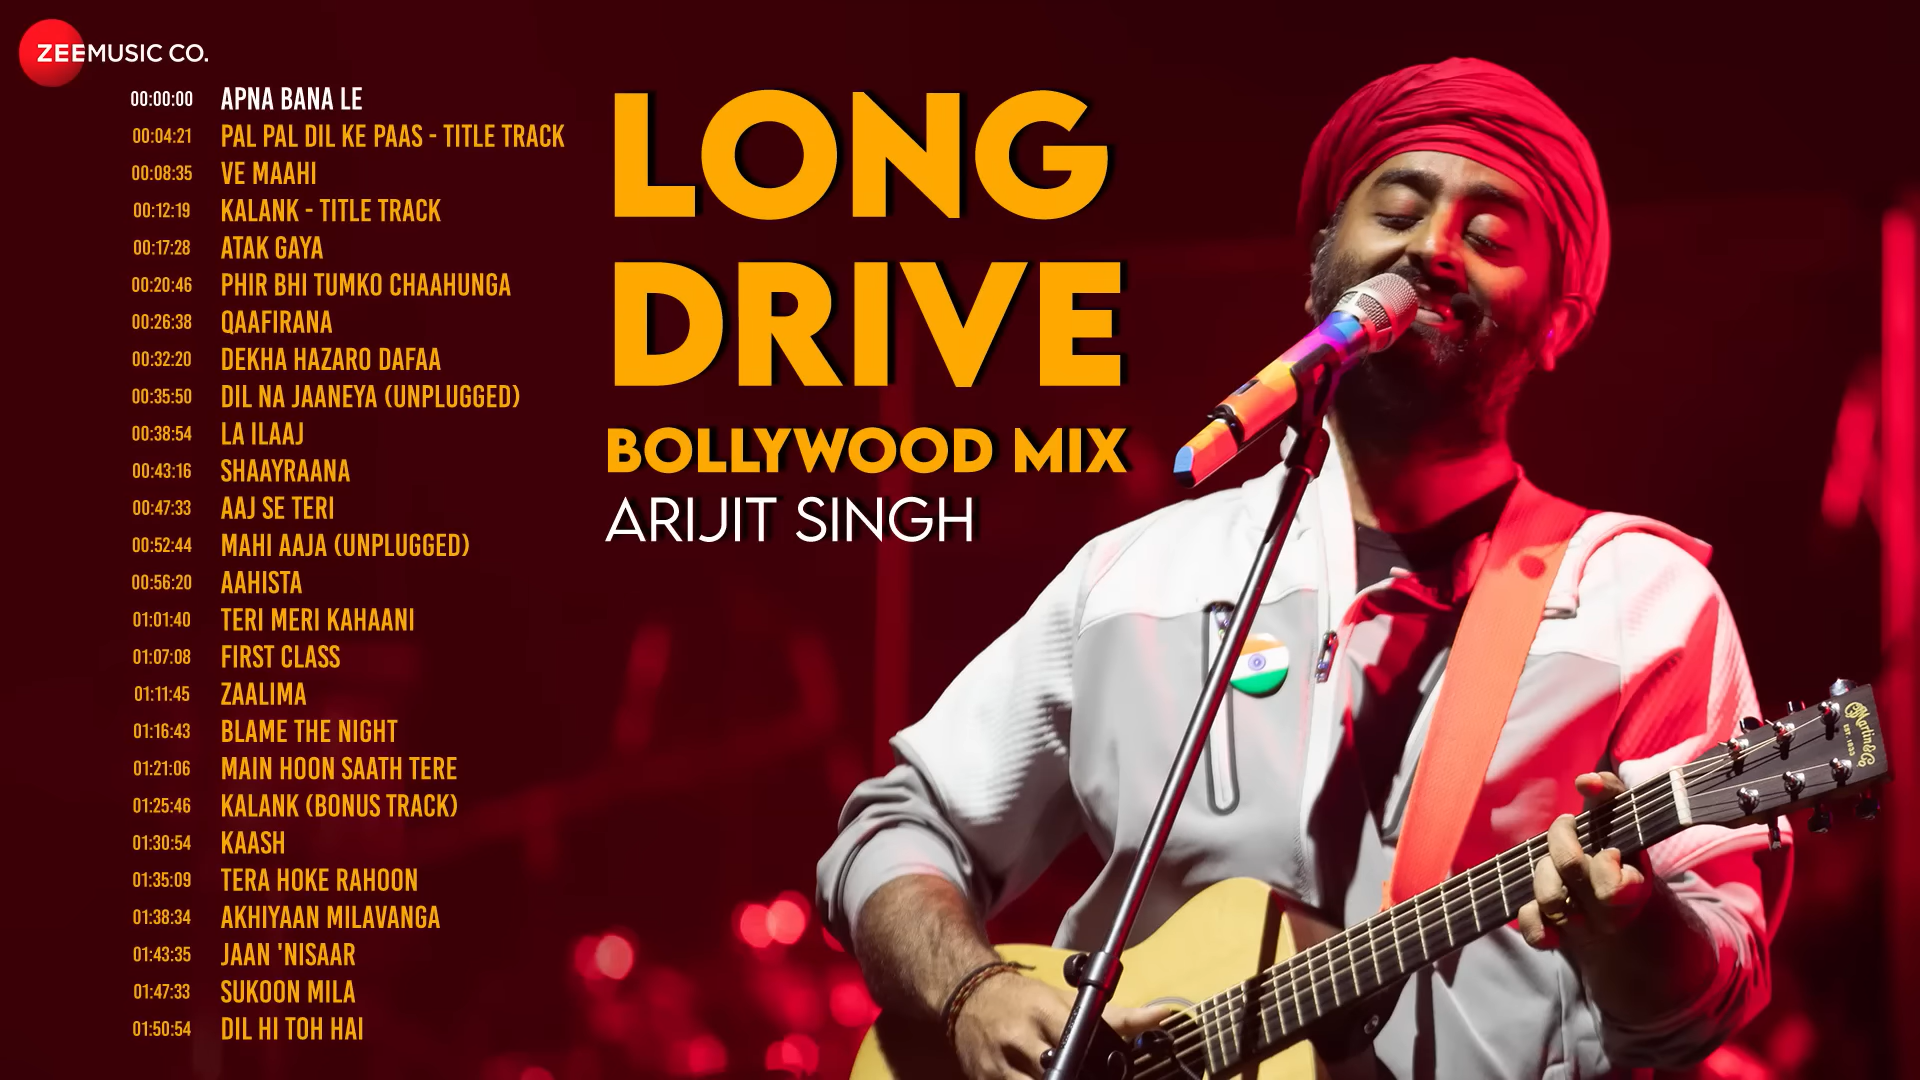 ZEEMUSIC CO.
00:00:00 APNA BANA LE
00:04:21 PAL PAL DIL KE PAAS - TITLE TRACK
00:08:35 VE MAAHI
00:12:19 KALANK - TITLE TRACK
00:17:28 ATAK GAYA
00:20:46 PHIR BHI TUMKO CHAAHUNGA
00:26:38 QAAFIRANA
00:32:20 DEKHA HAZARO DAFAA
00:35:50 DIL NA JAANEYA (UNPLUGGED)
00:38:54 LA ILAAJ
00:43:16 SHAAYRAANA
00:47:33 AAJ SE TERI
00:52:44 MAHI AAJA (UNPLUGGED)
00:56:20 AAHISTA
01:01:40 TERI MERI KAHAANI
01:07:08 FIRST CLASS
01:11:45 ZAALIMA
01:16:43 BLAME THE NIGHT
01:21:06 MAIN HOON SAATH TERE
01:25:46 KALANK (BONUS TRACK)
01:30:54 KAASH
01:35:09 TERA HOKE RAHOON
01:38:34 AKHIYAAN MILAVANGA
01:43:35 JAAN 'NISAAR
01:47:33 SUKOON MILA
01:50:54 DIL HI TOH HAI
LONG
DRIVE
BOLLYWOOD MIX
ARIJIT SINGH
Martin & Co
EST. 1833